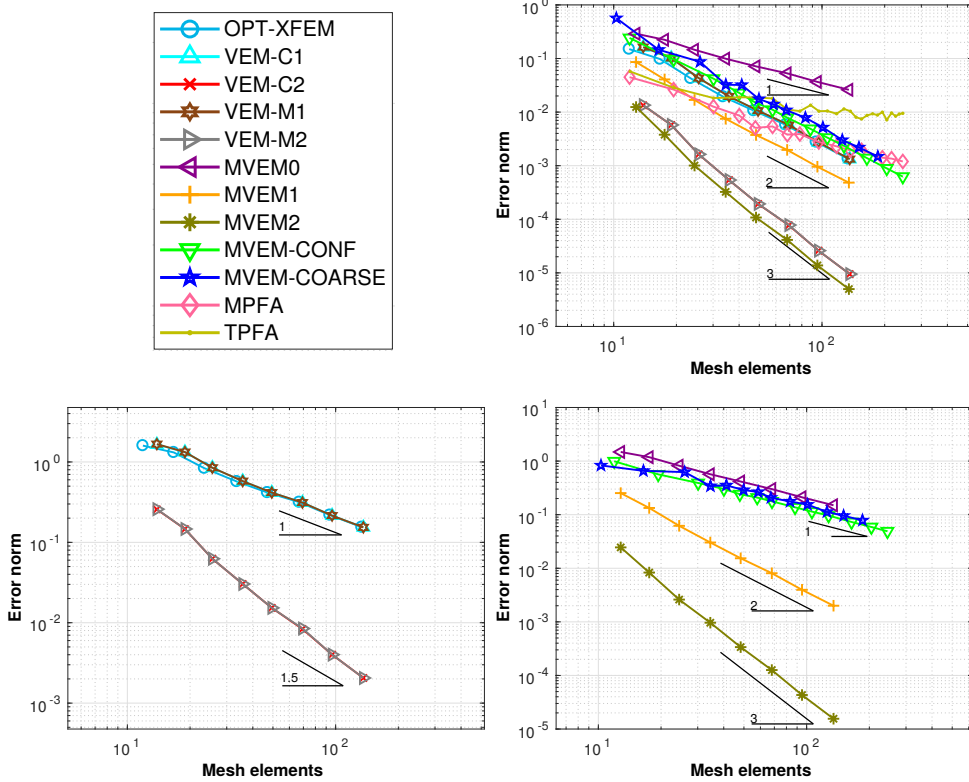 OPT-XFEM
VEM-C1
VEM-C2
VEM-M1
VEM-M2
MVEM0
MVEM1
MVEM2
MVEM-CONF
MVEM-COARSE
MPFA
TPFA
10^0
10^-1
10^-2
10^-3
10^-4
10^-5
10^-6
Error norm
1
2
3
10^1
10^2
Mesh elements
10^0
10^-1
10^-2
10^-3
Error norm
1
1.5
10^1
10^2
Mesh elements
10^1
10^0
10^-1
10^-2
10^-3
10^-4
10^-5
Error norm
1
2
3
10^1
10^2
Mesh elements